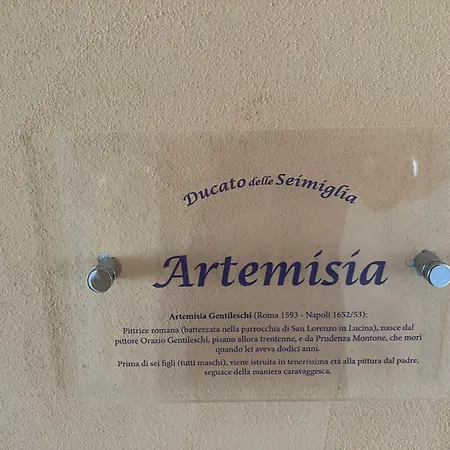 Ducato delle Seimiglia
Artemisia
Artemisia Gentileschi (Roma 1593 - Napoli 1652/53):
Pittrice romana (battezzata nella parrocchia di San Lorenzo in Lucina), nasce dal
pittore Orazio Gentileschi, pisano allora trentenne, e da Prudenza Montone, che morì
quando lei aveva dodici anni.
Prima di sei figli (tutti maschi), viene istruita in tenerissima età alla pittura dal padre,
seguace della maniera caravaggesca.